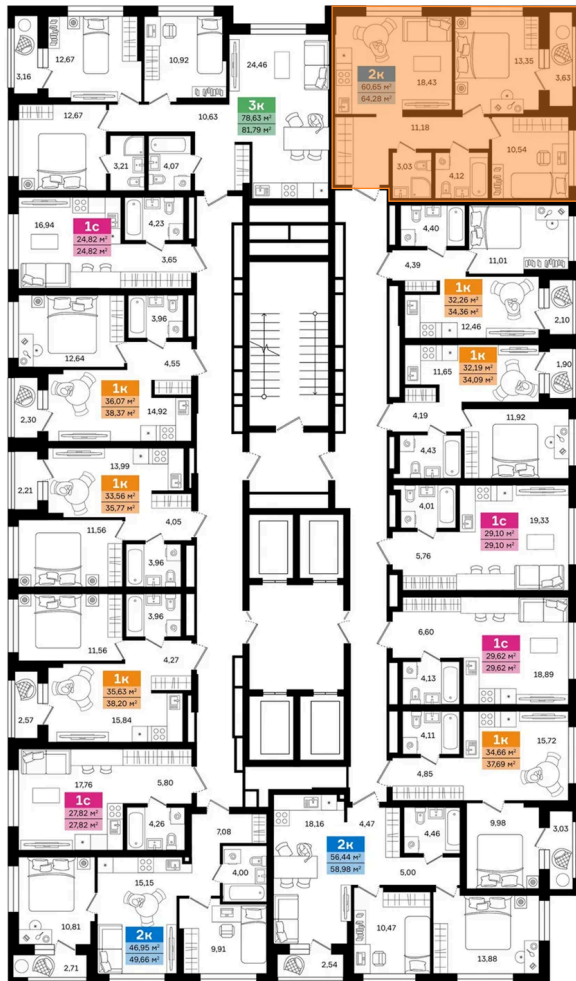 12,67
10,92
24,46
3,16
12,67
10,63
3к
78,63 м²
81,79 м²
3,21
4,07
2к
60,65 м²
64,28 м²
18,43
13,35
3,63
11,18
3,03
4,12
10,54
16,94
1с
24,82 м²
24,82 м²
4,23
3,65
4,40
4,39
11,01
1к
32,26 м²
34,36 м²
12,46
2,10
12,64
3,96
4,55
1к
36,07 м²
38,37 м²
14,92
2,30
11,65
1к
32,19 м²
34,09 м²
1,90
4,19
11,92
4,43
13,99
2,21
1к
33,56 м²
35,77 м²
4,05
11,56
3,96
4,01
1с
29,10 м²
29,10 м²
19,33
5,76
3,96
11,56
4,27
1к
35,63 м²
38,20 м²
15,84
2,57
6,60
1с
29,62 м²
29,62 м²
18,89
4,13
4,11
1к
34,66 м²
37,69 м²
15,72
4,85
17,76
5,80
1с
27,82 м²
27,82 м²
4,26
7,08
4,00
15,15
10,81
2к
46,95 м²
49,66 м²
9,91
2,71
18,16
4,47
2к
56,44 м²
58,98 м²
4,46
5,00
9,98
3,03
10,47
13,88
2,54